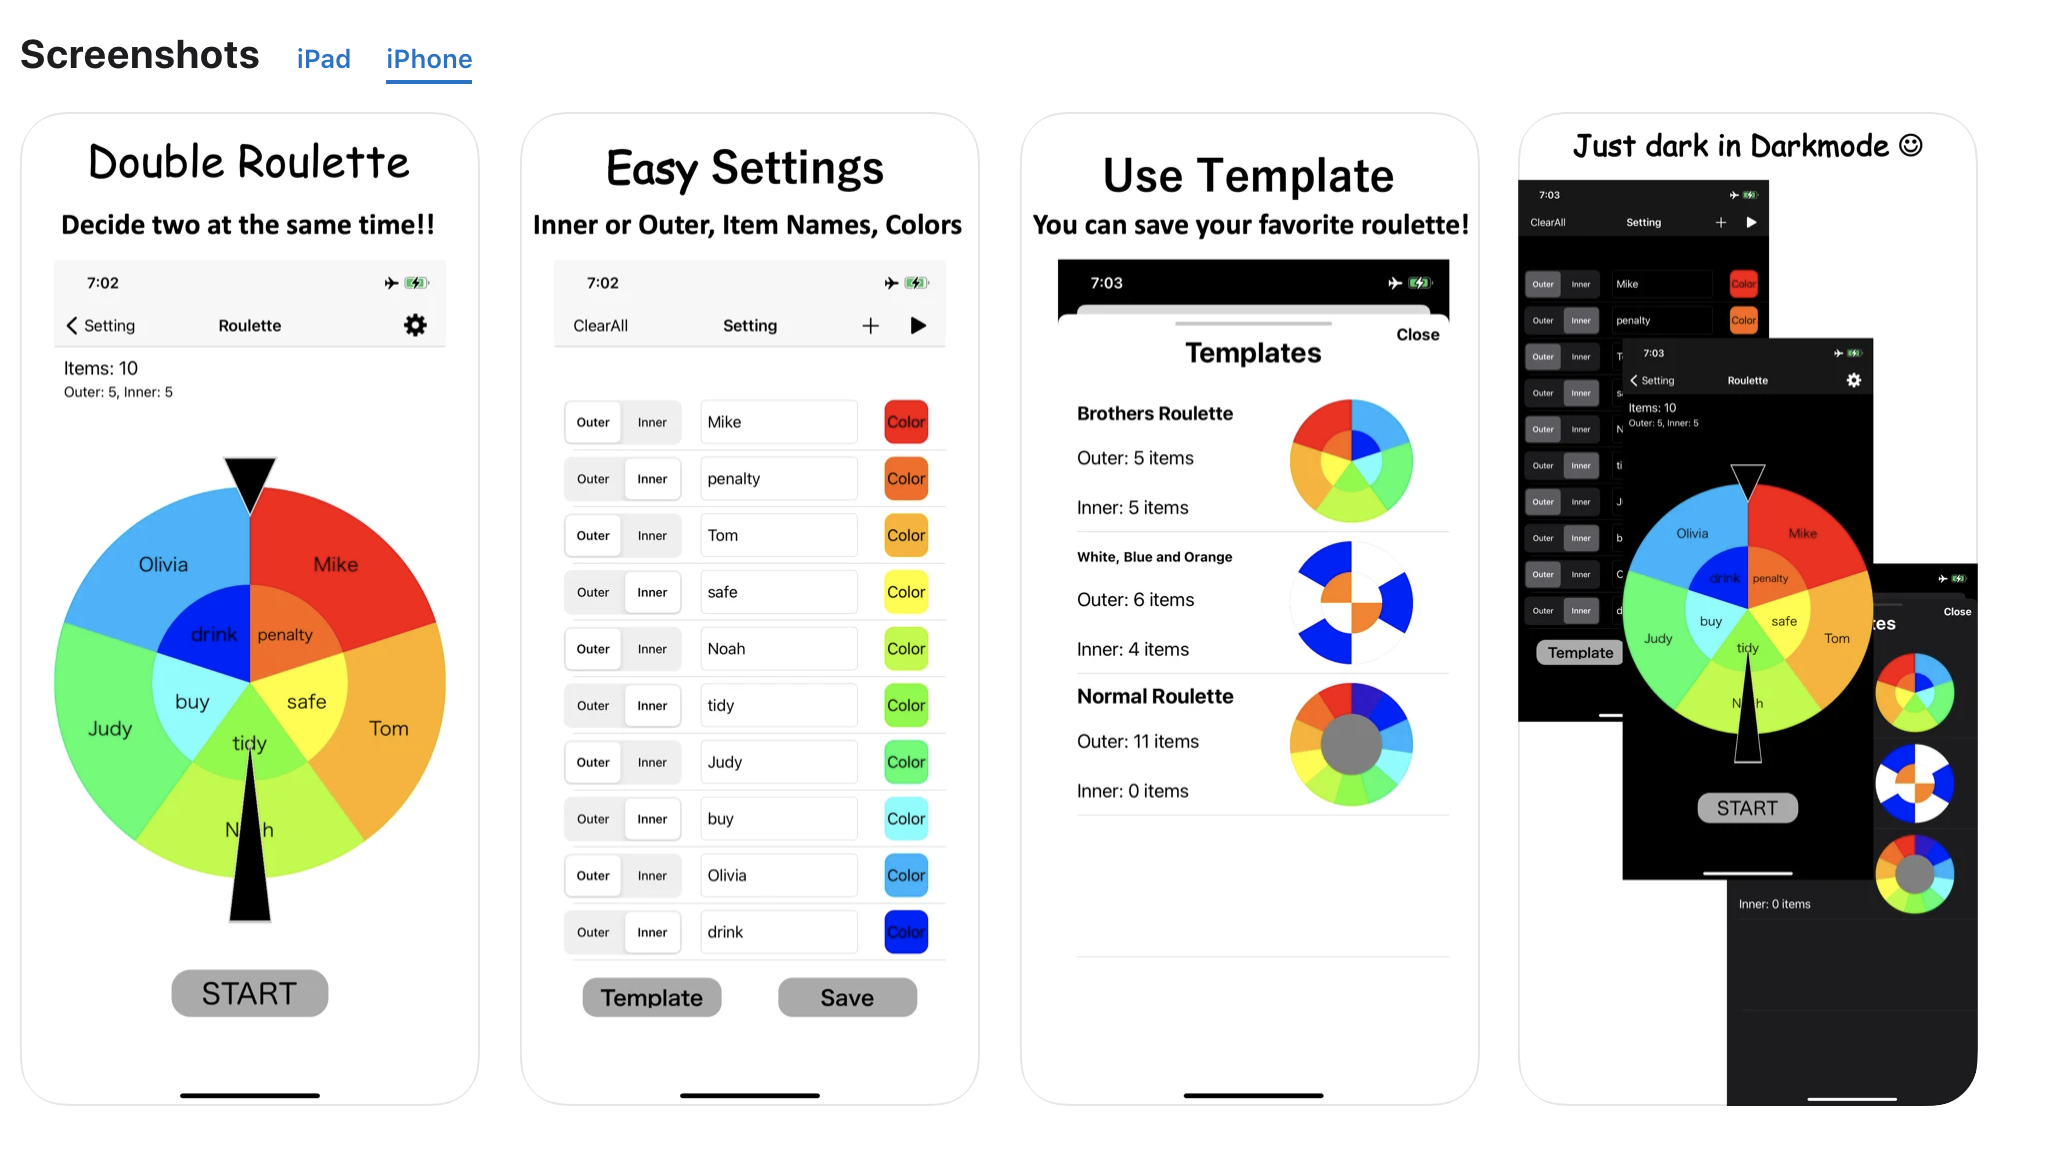 Screenshots iPad iPhone
Double Roulette
Decide two at the same time!!
7:02
Setting Roulette
Items: 10
Outer: 5, Inner: 5
Olivia Mike
drink penalty
buy safe
Judy Tom
tidy
START
Easy Settings
Inner or Outer, Item Names, Colors
7:02
ClearAll Setting +
Outer Inner Mike Color
Outer Inner penalty Color
Outer Inner Tom Color
Outer Inner safe Color
Outer Inner Noah Color
Outer Inner tidy Color
Outer Inner Judy Color
Outer Inner buy Color
Outer Inner Olivia Color
Outer Inner drink Color
Template Save
Use Template
You can save your favorite roulette!
7:03
Close
Templates
Brothers Roulette
Outer: 5 items
Inner: 5 items
White, Blue and Orange
Outer: 6 items
Inner: 4 items
Normal Roulette
Outer: 11 items
Inner: 0 items
Just dark in Darkmode ☺
7:03
ClearAll Setting +
Outer Inner Mike Color
Outer Inner penalty Color
Outer Inner
Outer Inner
Outer Inner
Outer Inner
Outer Inner
Outer Inner
Outer Inner
Outer Inner
Template
7:03
Setting Roulette
Items: 10
Outer: 5, Inner: 5
Olivia Mike
drink penalty
buy safe
Judy Tom
tidy
START
Close
Inner: 0 items